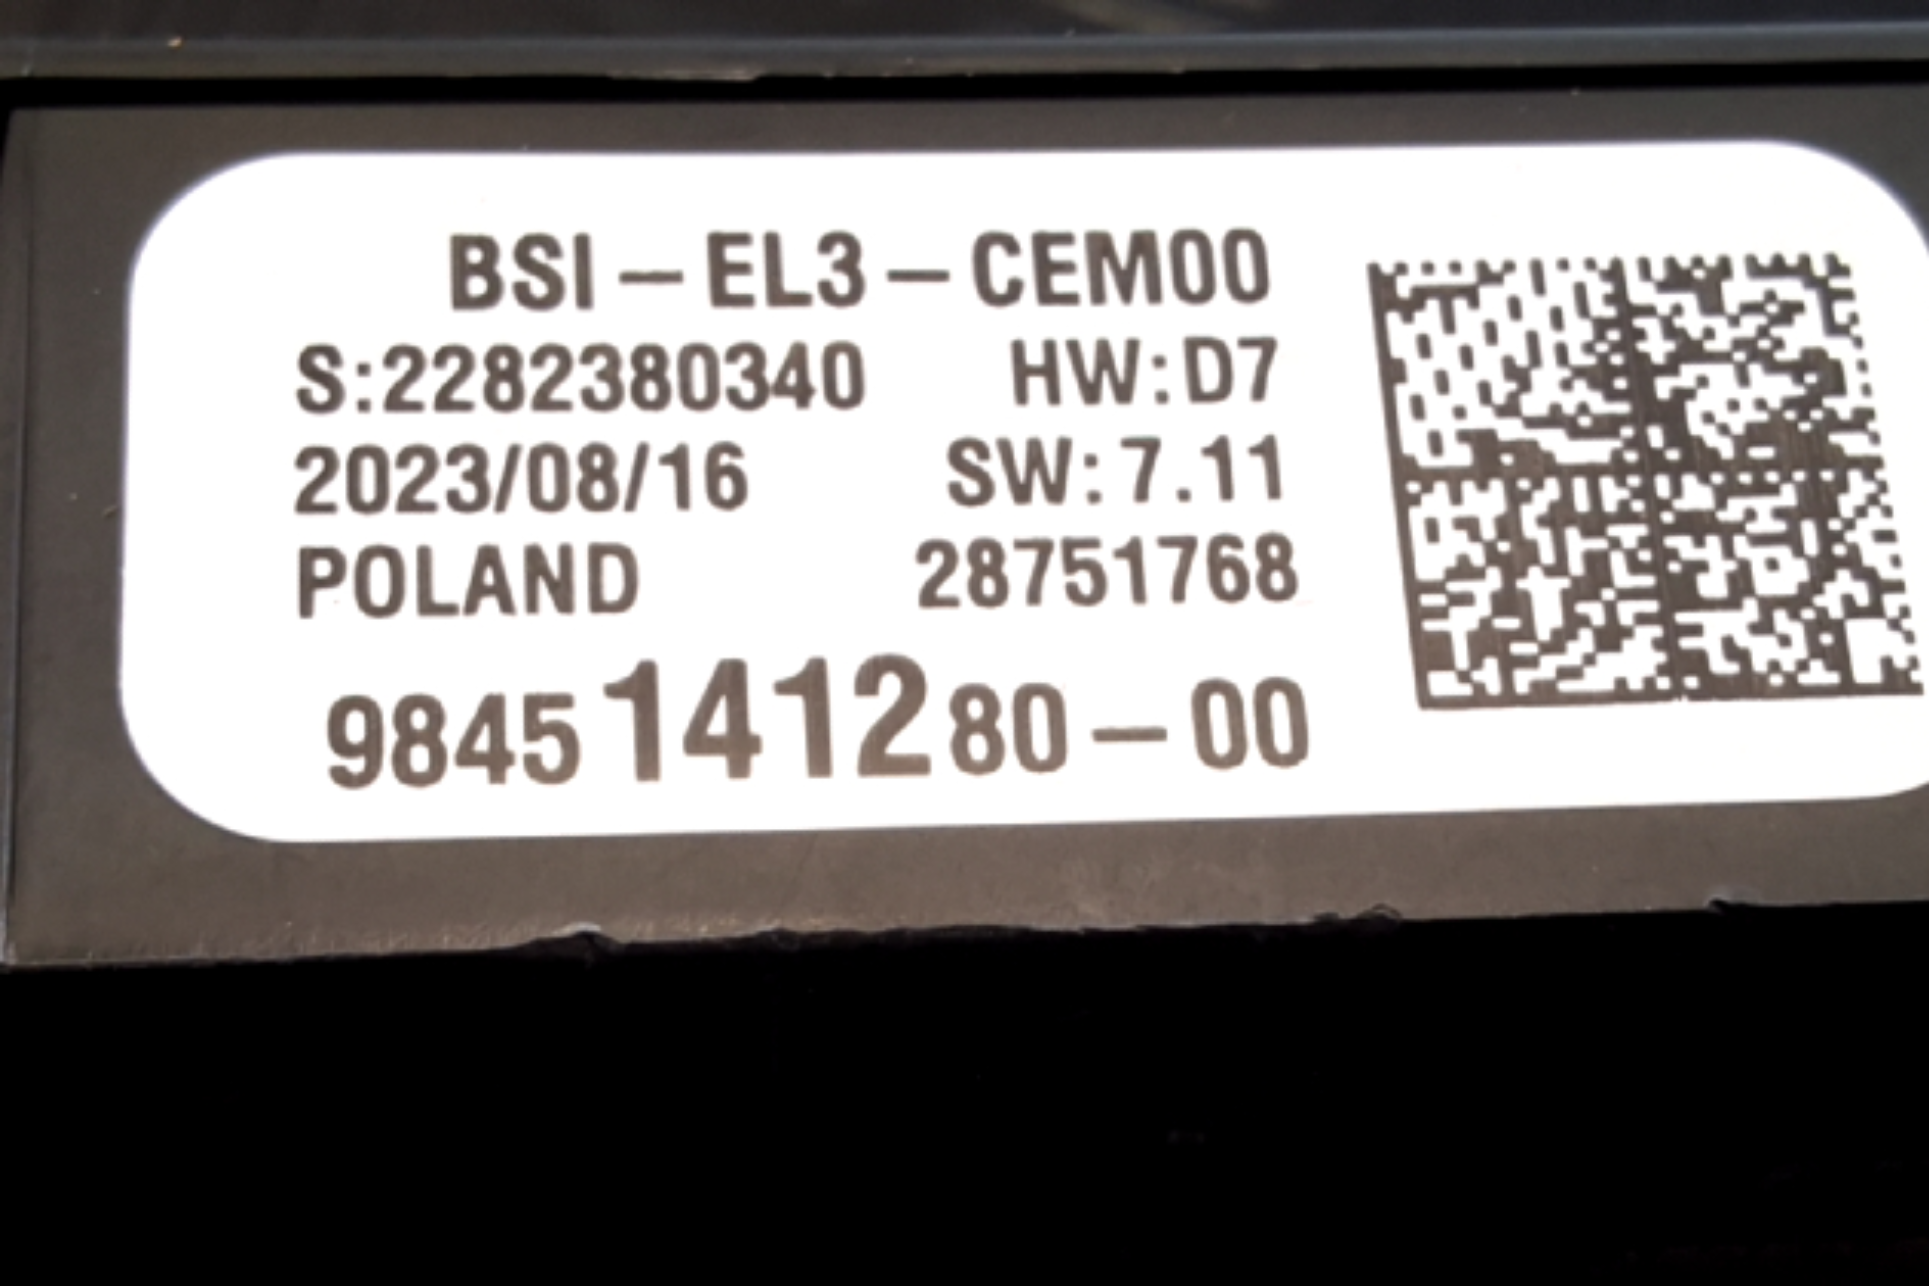 BSI-EL3-CEM00
S:2282380340 HW:D7
2023/08/16 SW:7.11
POLAND 28751768
9845141280-00